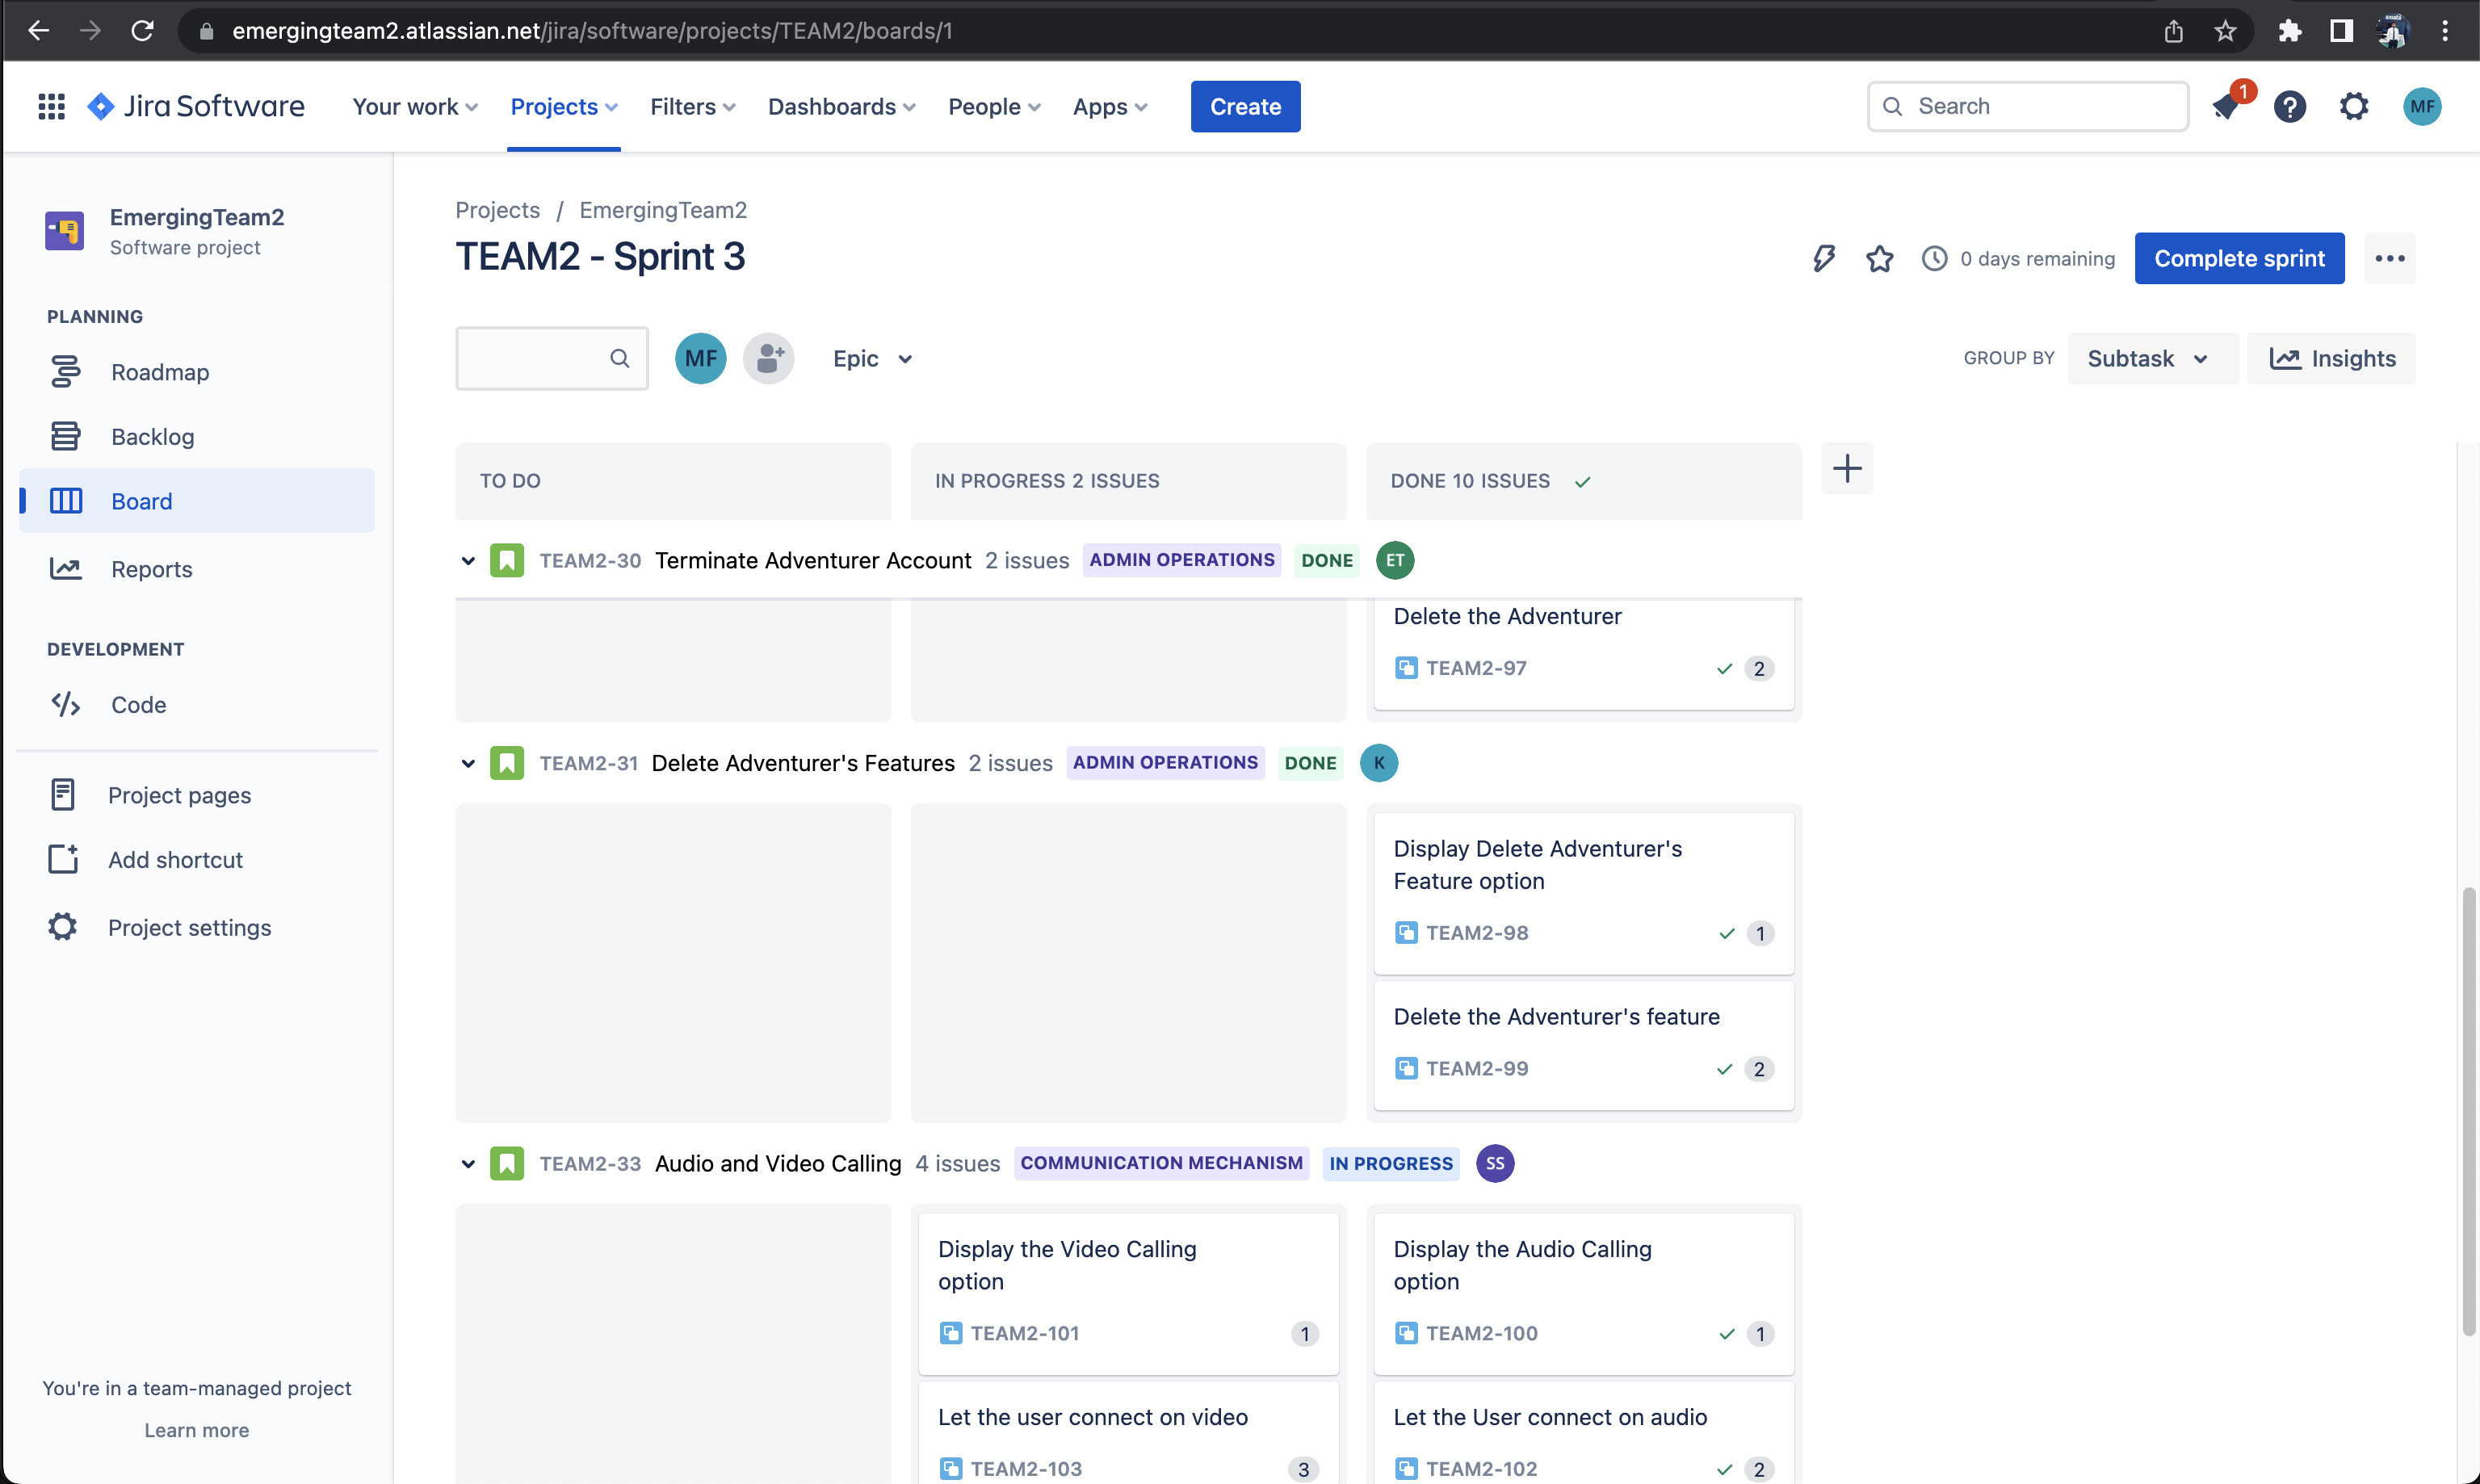 emergingteam2.atlassian.net/jira/software/projects/TEAM2/boards/1
Jira Software
Your work
Projects
Filters
Dashboards
People
Apps
Create
Search
1
MF
EmergingTeam2
Software project
PLANNING
Roadmap
Backlog
Board
Reports
DEVELOPMENT
Code
Project pages
Add shortcut
Project settings
You're in a team-managed project
Learn more
Projects / EmergingTeam2
TEAM2 - Sprint 3
0 days remaining
Complete sprint
MF
Epic
GROUP BY
Subtask
Insights
TO DO
IN PROGRESS 2 ISSUES
DONE 10 ISSUES
TEAM2-30 Terminate Adventurer Account 2 issues ADMIN OPERATIONS DONE ET
Delete the Adventurer
TEAM2-97 2
TEAM2-31 Delete Adventurer's Features 2 issues ADMIN OPERATIONS DONE K
Display Delete Adventurer's
Feature option
TEAM2-98 1
Delete the Adventurer's feature
TEAM2-99 2
TEAM2-33 Audio and Video Calling 4 issues COMMUNICATION MECHANISM IN PROGRESS SS
Display the Video Calling
option
TEAM2-101 1
Let the user connect on video
TEAM2-103 3
Display the Audio Calling
option
TEAM2-100 1
Let the User connect on audio
TEAM2-102 2